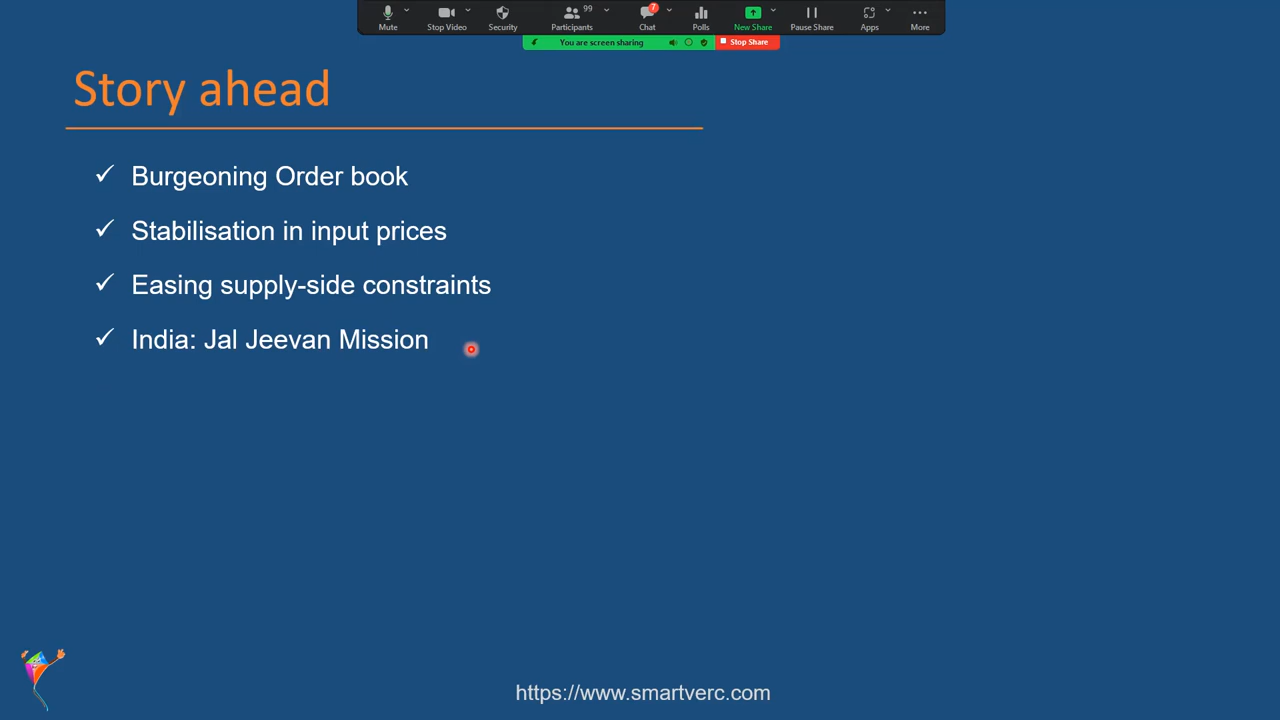 99
7
Mute
Stop Video
Security
Participants
Chat
Polls
New Share
Pause Share
Apps
More
You are screen sharing
Stop Share
Story ahead
Burgeoning Order book
Stabilisation in input prices
Easing supply-side constraints
India: Jal Jeevan Mission
https://www.smartverc.com